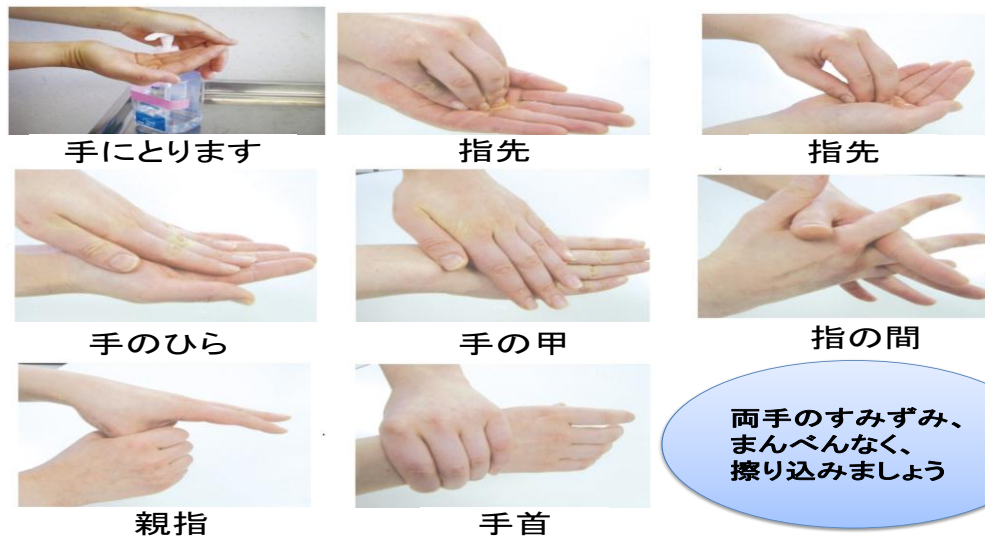 手にとります
指先
指先
手のひら
手の甲
指の間
親指
手首
両手のすみずみ、
まんべんなく、
擦り込みましょう